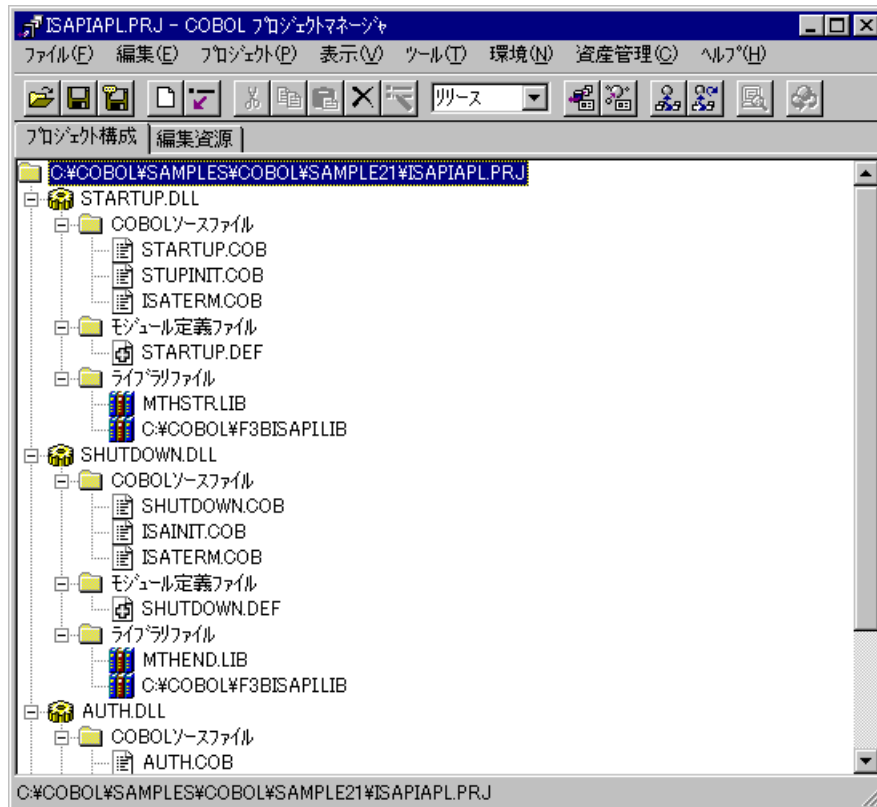 ISAPIAPL.PRJ - COBOL ﾌﾟﾛｼﾞｪｸﾄﾏﾈｰｼﾞｬ
ﾌｧｲﾙ(F) 編集(E) ﾌﾟﾛｼﾞｪｸﾄ(P) 表示(V) ﾂｰﾙ(T) 環境(N) 資産管理(C) ﾍﾙﾌﾟ(H)
ﾘﾘｰｽ
ﾌﾟﾛｼﾞｪｸﾄ構成 編集資源
C:¥COBOL¥SAMPLES¥COBOL¥SAMPLE21¥ISAPIAPL.PRJ
STARTUP.DLL
COBOLｿｰｽﾌｧｲﾙ
STARTUP.COB
STUPINIT.COB
ISATERM.COB
ﾓｼﾞｭｰﾙ定義ﾌｧｲﾙ
STARTUP.DEF
ﾗｲﾌﾞﾗﾘﾌｧｲﾙ
MTHSTR.LIB
C:¥COBOL¥F3BISAPI.LIB
SHUTDOWN.DLL
COBOLｿｰｽﾌｧｲﾙ
SHUTDOWN.COB
ISAINIT.COB
ISATERM.COB
ﾓｼﾞｭｰﾙ定義ﾌｧｲﾙ
SHUTDOWN.DEF
ﾗｲﾌﾞﾗﾘﾌｧｲﾙ
MTHEND.LIB
C:¥COBOL¥F3BISAPI.LIB
AUTH.DLL
COBOLｿｰｽﾌｧｲﾙ
AUTH.COB
C:¥COBOL¥SAMPLES¥COBOL¥SAMPLE21¥ISAPIAPL.PRJ